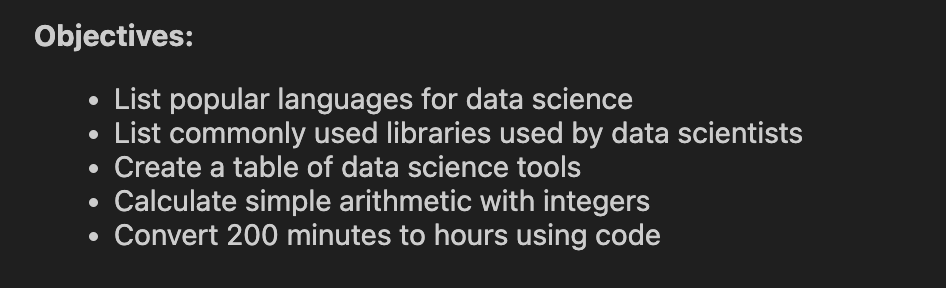 Objectives:
• List popular languages for data science
• List commonly used libraries used by data scientists
• Create a table of data science tools
• Calculate simple arithmetic with integers
• Convert 200 minutes to hours using code